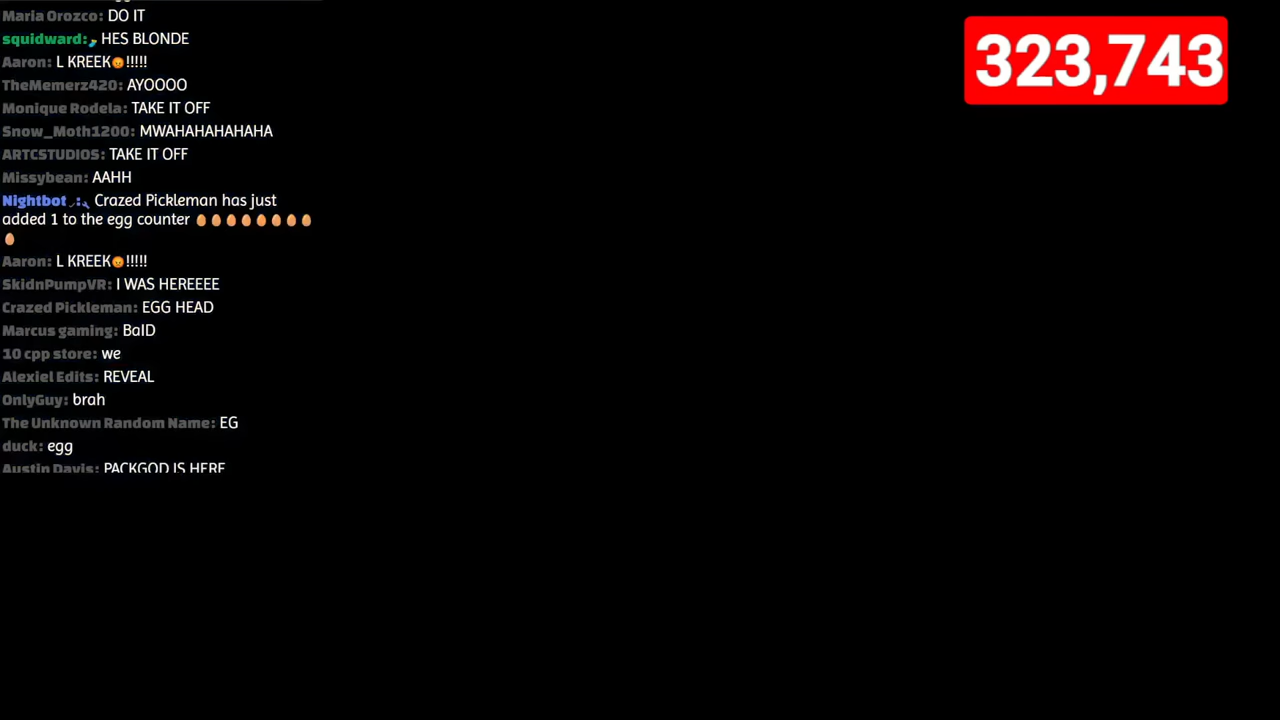 Maria Orozco: DO IT
squidward: HES BLONDE
Aaron: L KREEK😡!!!!!
TheMemerz420: AYOOOO
Monique Rodela: TAKE IT OFF
Snow_Moth1200: MWAHAHAHAHAHA
ARTCSTUDIOS: TAKE IT OFF
Missybean: AAHH
Nightbot: Crazed Pickleman has just
added 1 to the egg counter 🥚🥚🥚🥚🥚🥚🥚🥚
🥚
Aaron: L KREEK😡!!!!!
SkidnPumpVR: I WAS HEREEEE
Crazed Pickleman: EGG HEAD
Marcus gaming: BalD
10 cpp store: we
Alexiel Edits: REVEAL
OnlyGuy: brah
The Unknown Random Name: EG
duck: egg
Austin Davis: PACKGOD IS HERE
323,743